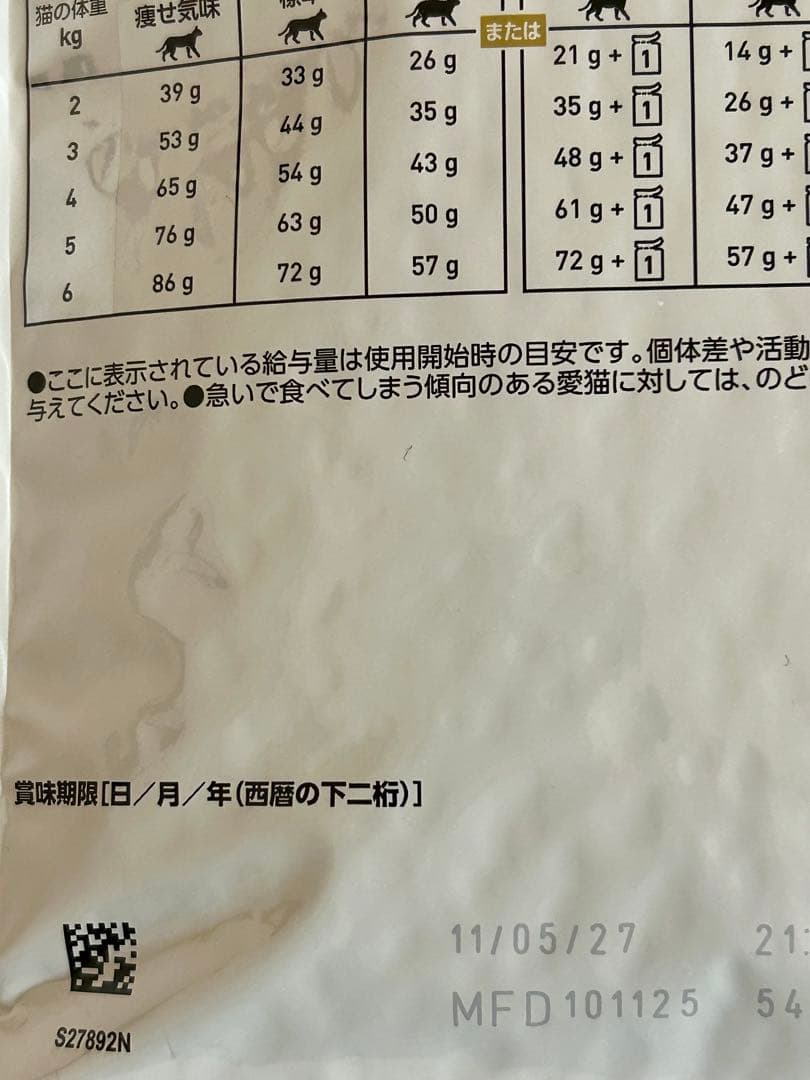 猫の体重 痩せ気味
kg
または
2 39 g 33 g 26 g 21 g + 1 14 g +
3 53 g 44 g 35 g 35 g + 1 26 g +
4 65 g 54 g 43 g 48 g + 1 37 g +
5 76 g 63 g 50 g 61 g + 1 47 g +
6 86 g 72 g 57 g 72 g + 1 57 g +
●ここに表示されている給与量は使用開始時の目安です。個体差や活動
与えてください。●急いで食べてしまう傾向のある愛猫に対しては、のど
賞味期限[日/月/年(西暦の下二桁)]
11/05/27 21:
MFD101125 54
S27892N